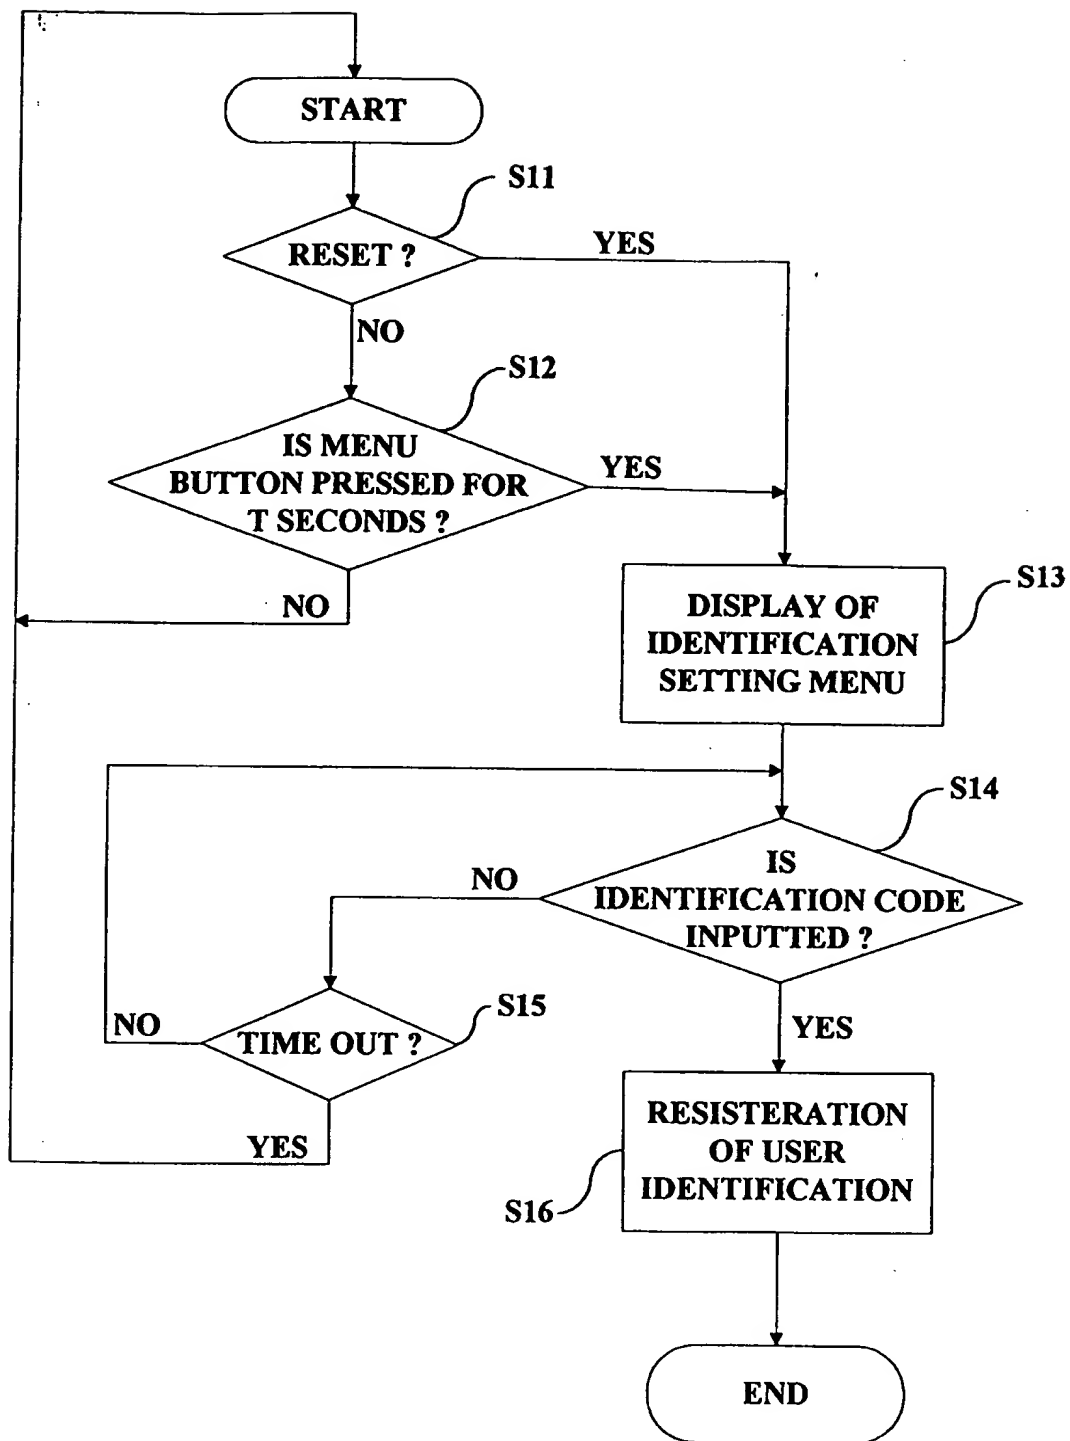 START
S11
RESET ?
YES
NO
S12
IS MENU
BUTTON PRESSED FOR
T SECONDS ?
YES
NO
S13
DISPLAY OF
IDENTIFICATION
SETTING MENU
S14
IS
IDENTIFICATION CODE
INPUTTED ?
NO
S15
TIME OUT ?
NO
YES
YES
RESISTERATION
OF USER
IDENTIFICATION
S16
END